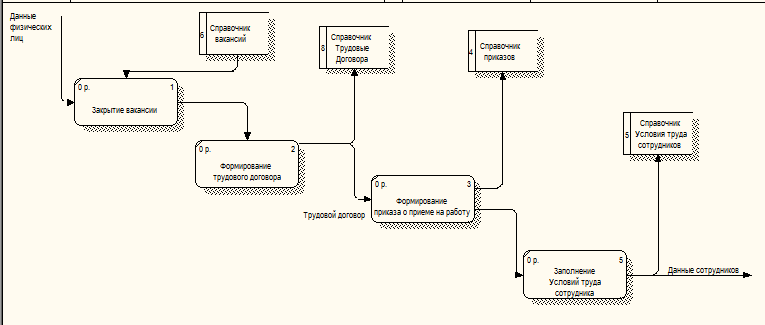 Данные
физических
лиц
6
Справочник
вакансий
8
Справочник
Трудовые
Договора
4
Справочник
приказов
0 р.
1
Закрытие вакансии
5
Справочник
Условия труда
сотрудников
0 р.
2
Формирование
трудового договора
0 р.
3
Формирование
приказа о приеме на работу
Трудовой договор
0 р.
5
Заполнение
Условий труда
сотрудника
Данные сотрудников